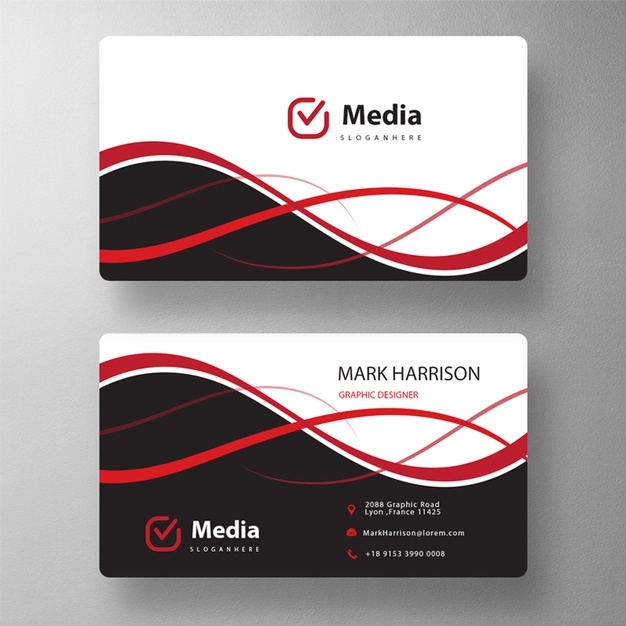 Media
SLOGANHERE
MARK HARRISON
GRAPHIC DESIGNER
2088 Graphic Road
Lyon ,France 11425
MarkHarrison@lorem.com
+18 9153 3990 0008
Media
SLOGANHERE